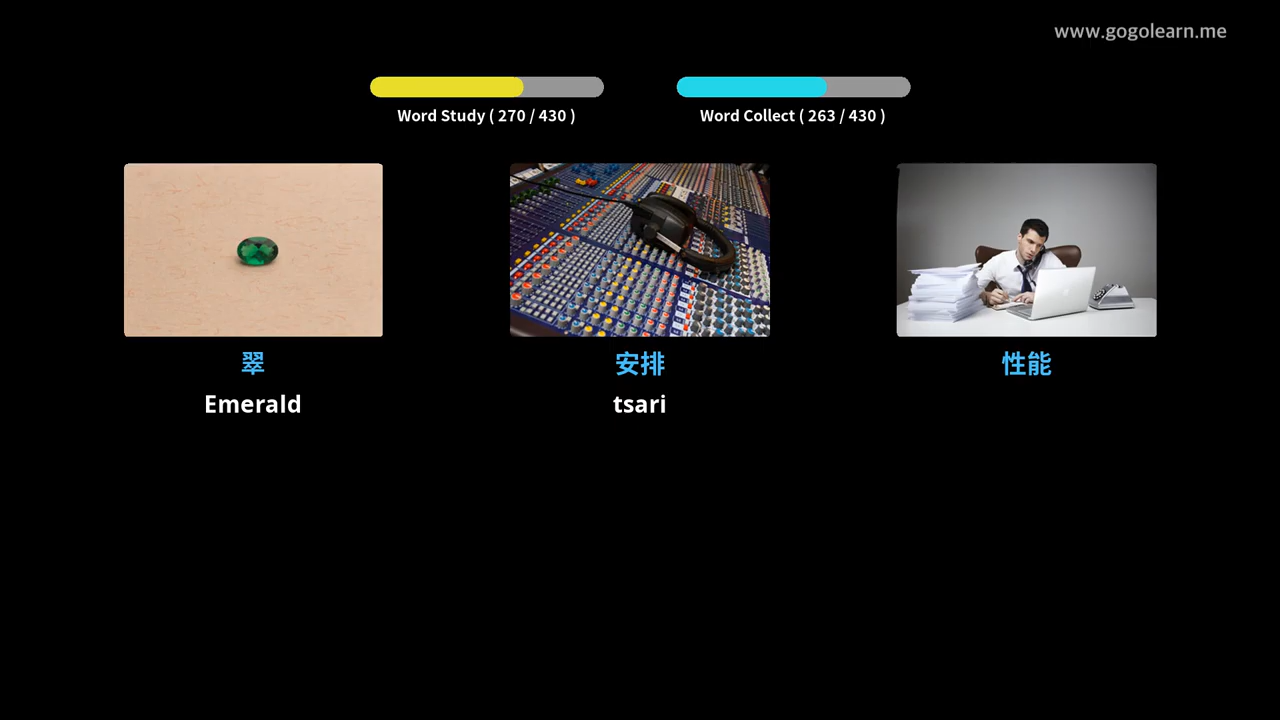 www.gogolearn.me
Word Study ( 270 / 430 )
Word Collect ( 263 / 430 )
翠
安排
性能
Emerald
tsari